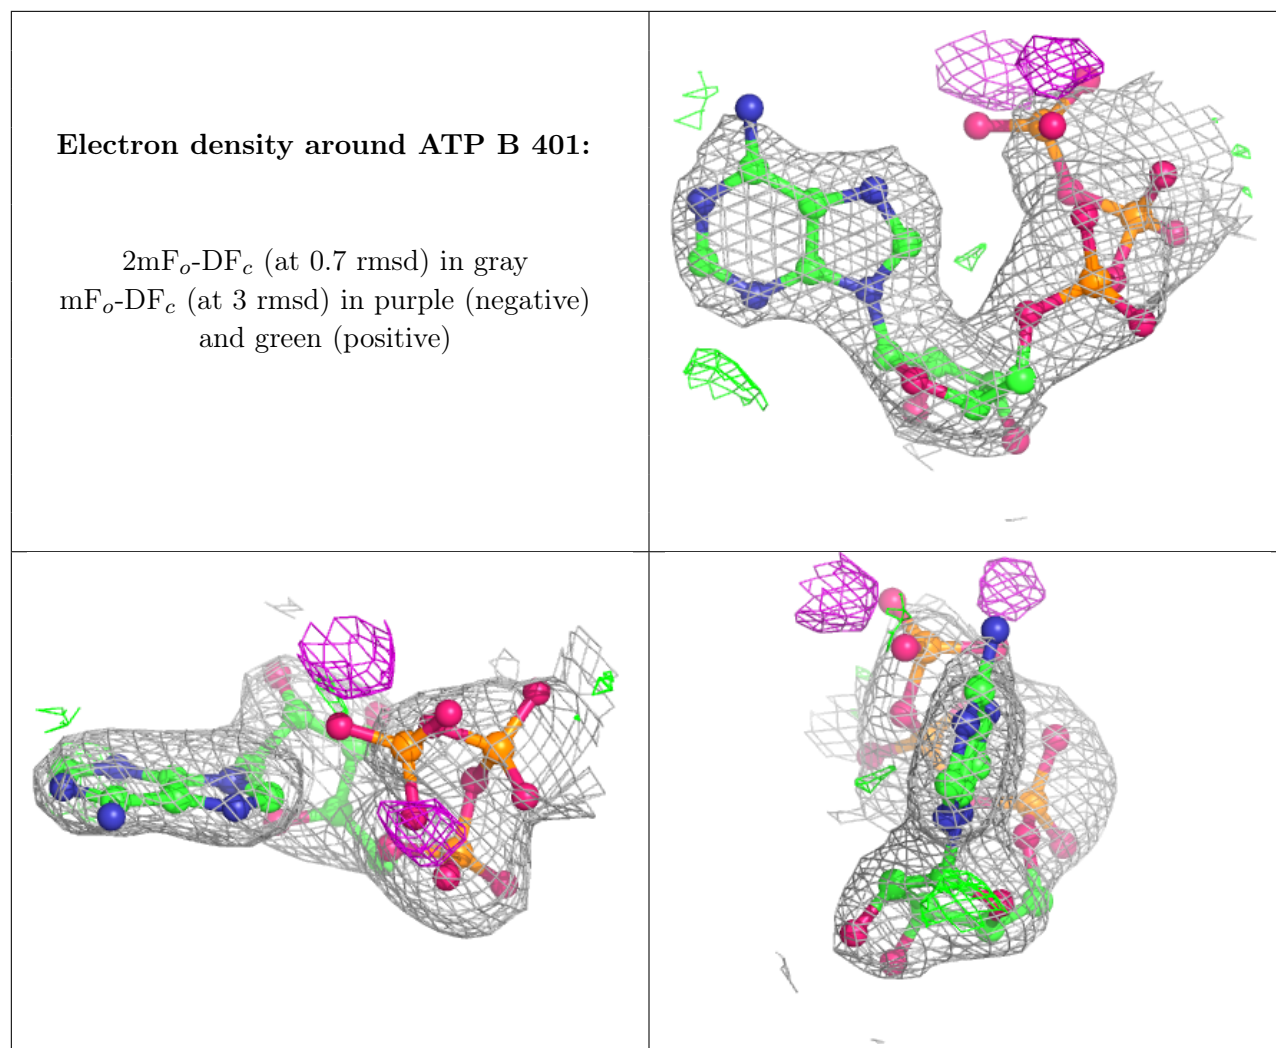 Electron density around ATP B 401:
2mFₒ-DF𝒸 (at 0.7 rmsd) in gray
mFₒ-DF𝒸 (at 3 rmsd) in purple (negative)
and green (positive)